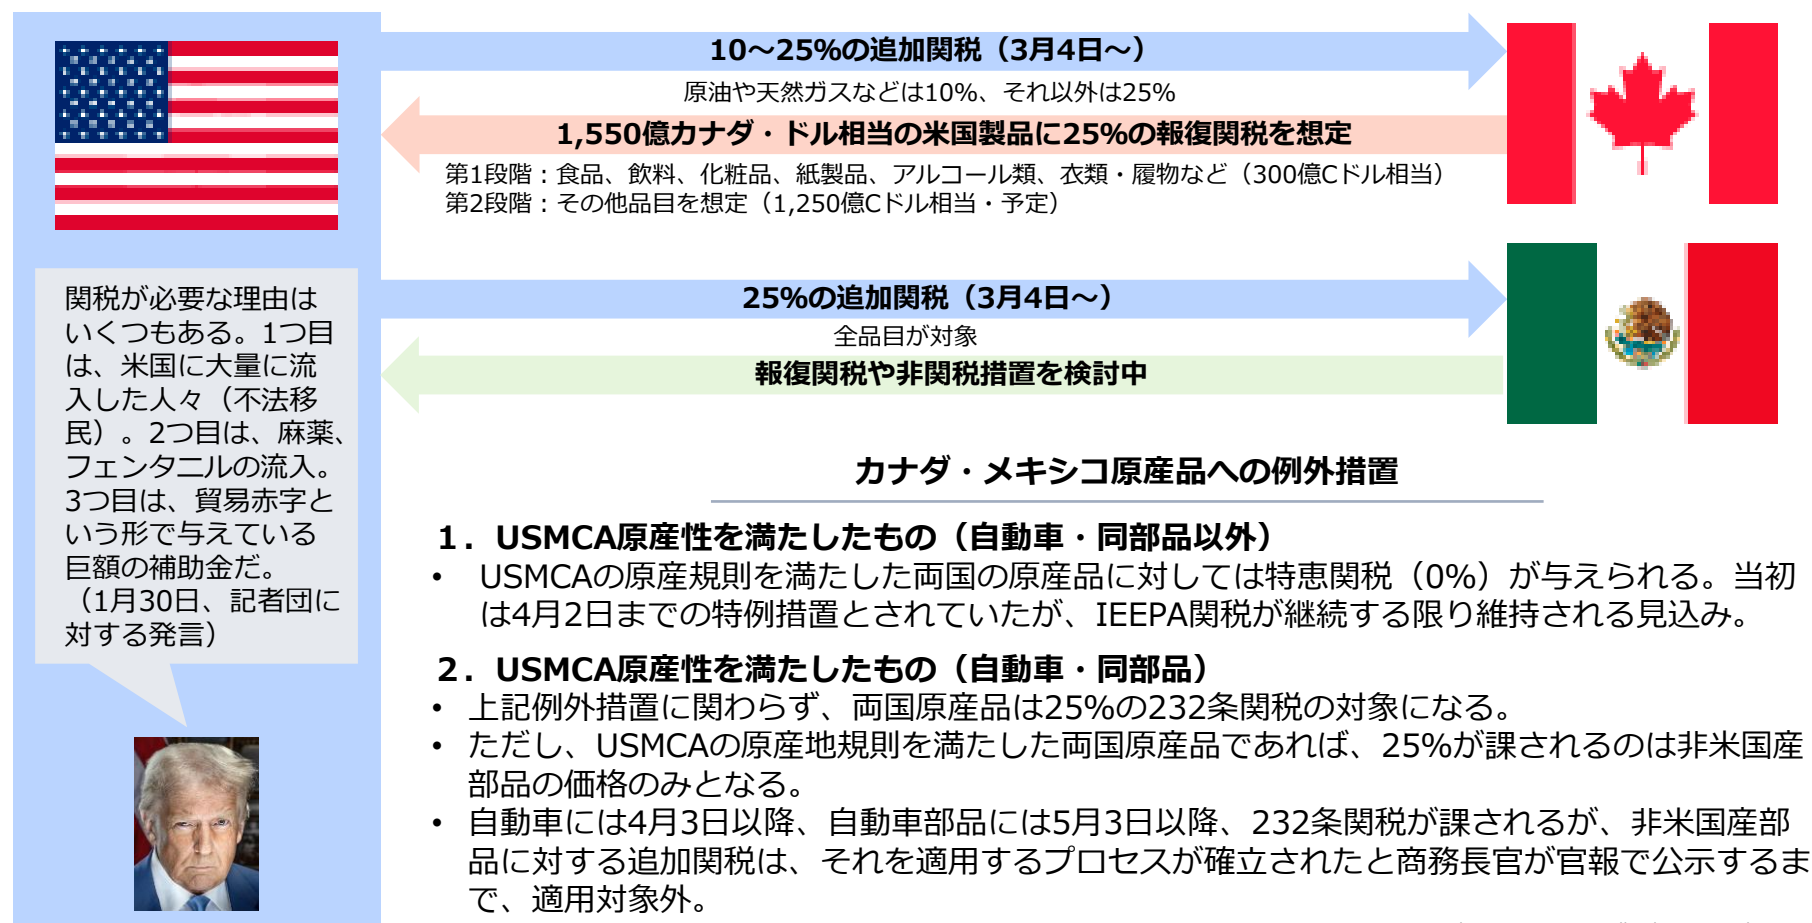 10～25%の追加関税（3月4日～）
原油や天然ガスなどは10%、それ以外は25%
1,550億カナダ・ドル相当の米国製品に25%の報復関税を想定
第1段階：食品、飲料、化粧品、紙製品、アルコール類、衣類・履物など（300億Cドル相当）
第2段階：その他品目を想定（1,250億Cドル相当・予定）
25%の追加関税（3月4日～）
全品目が対象
報復関税や非関税措置を検討中
関税が必要な理由は
いくつもある。1つ目
は、米国に大量に流
入した人々（不法移
民）。2つ目は、麻薬、
フェンタニルの流入。
3つ目は、貿易赤字と
いう形で与えている
巨額の補助金だ。
（1月30日、記者団に
対する発言）
カナダ・メキシコ原産品への例外措置
１．USMCA原産性を満たしたもの（自動車・同部品以外）
• USMCAの原産規則を満たした両国の原産品に対しては特恵関税（0%）が与えられる。当初
は4月2日までの特例措置とされていたが、IEEPA関税が継続する限り維持される見込み。
２．USMCA原産性を満たしたもの（自動車・同部品）
• 上記例外措置に関わらず、両国原産品は25%の232条関税の対象になる。
• ただし、USMCAの原産地規則を満たした両国原産品であれば、25%が課されるのは非米国産
部品の価格のみとなる。
• 自動車には4月3日以降、自動車部品には5月3日以降、232条関税が課されるが、非米国産部
品に対する追加関税は、それを適用するプロセスが確立されたと商務長官が官報で公示するま
で、適用対象外。